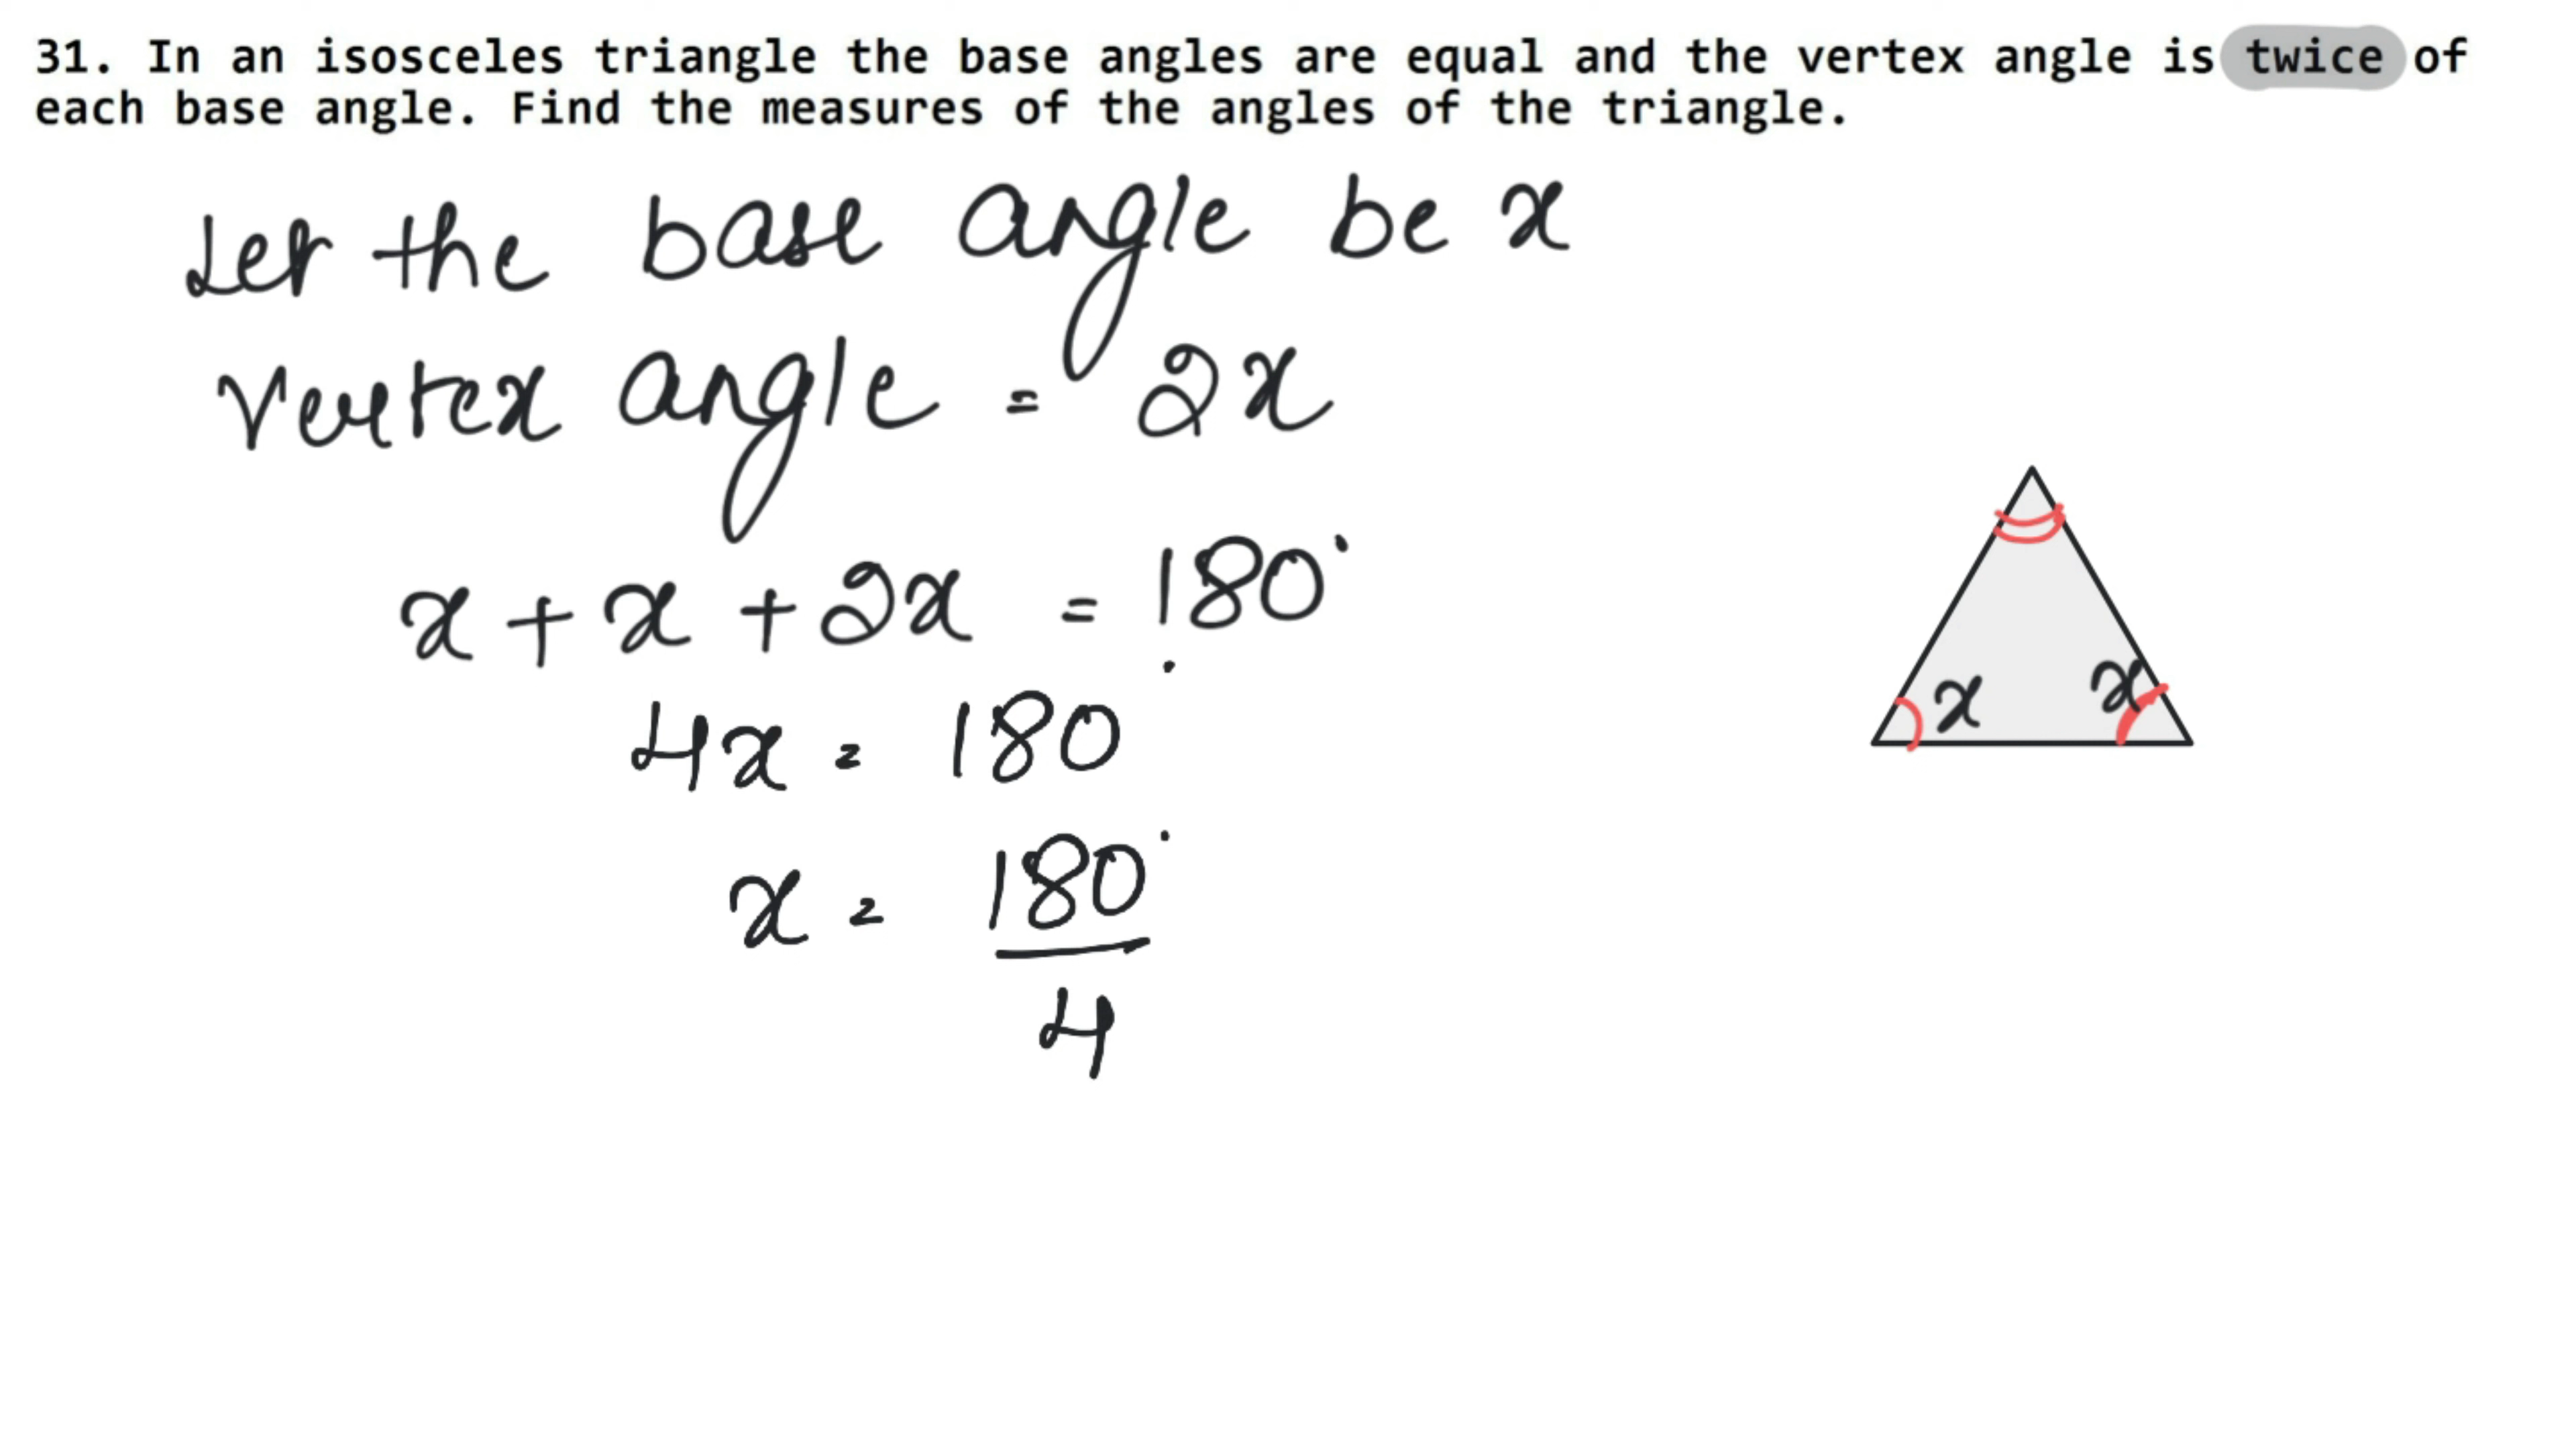 31. In an isosceles triangle the base angles are equal and the vertex angle is twice of
each base angle. Find the measures of the angles of the triangle.
Let the base angle be x
Vertex angle = 2x
x + x + 2x = 180°
4x = 180°
x = 180°
4
x x